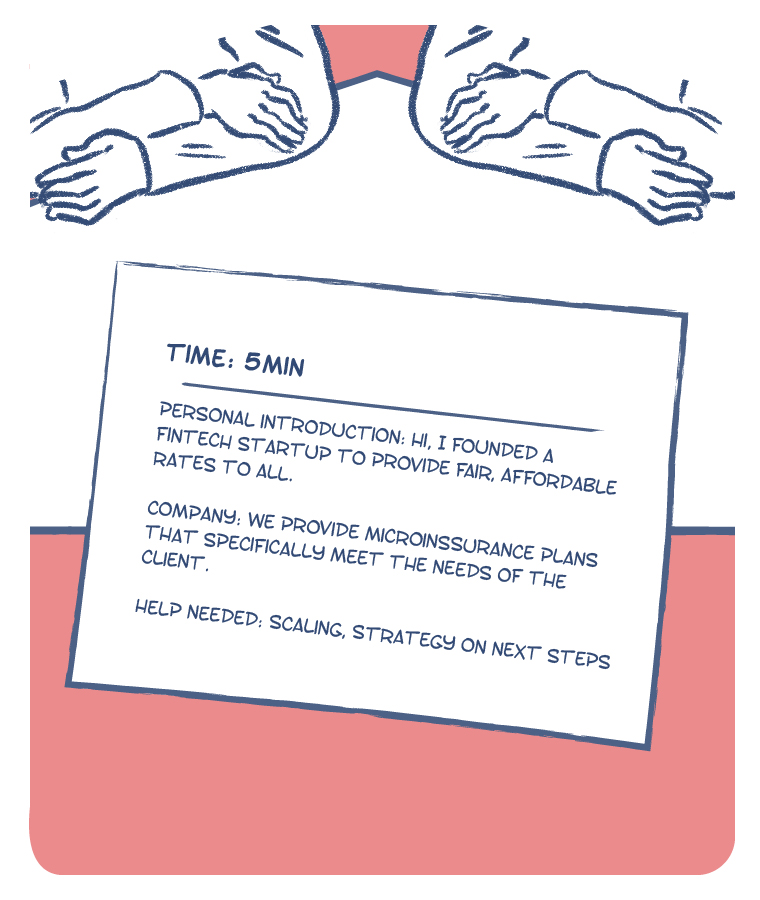 TIME: 5MIN
PERSONAL INTRODUCTION: HI, I FOUNDED A
FINTECH STARTUP TO PROVIDE FAIR, AFFORDABLE
RATES TO ALL.
COMPANY: WE PROVIDE MICROINSSURANCE PLANS
THAT SPECIFICALLY MEET THE NEEDS OF THE
CLIENT.
HELP NEEDED: SCALING, STRATEGY ON NEXT STEPS